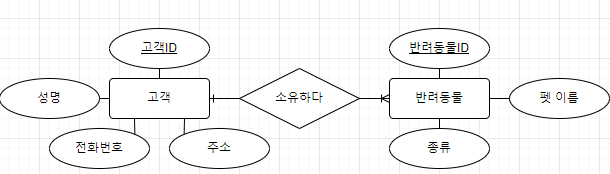 고객ID
반려동물ID
성명
고객
소유하다
반려동물
펫 이름
전화번호
주소
종류